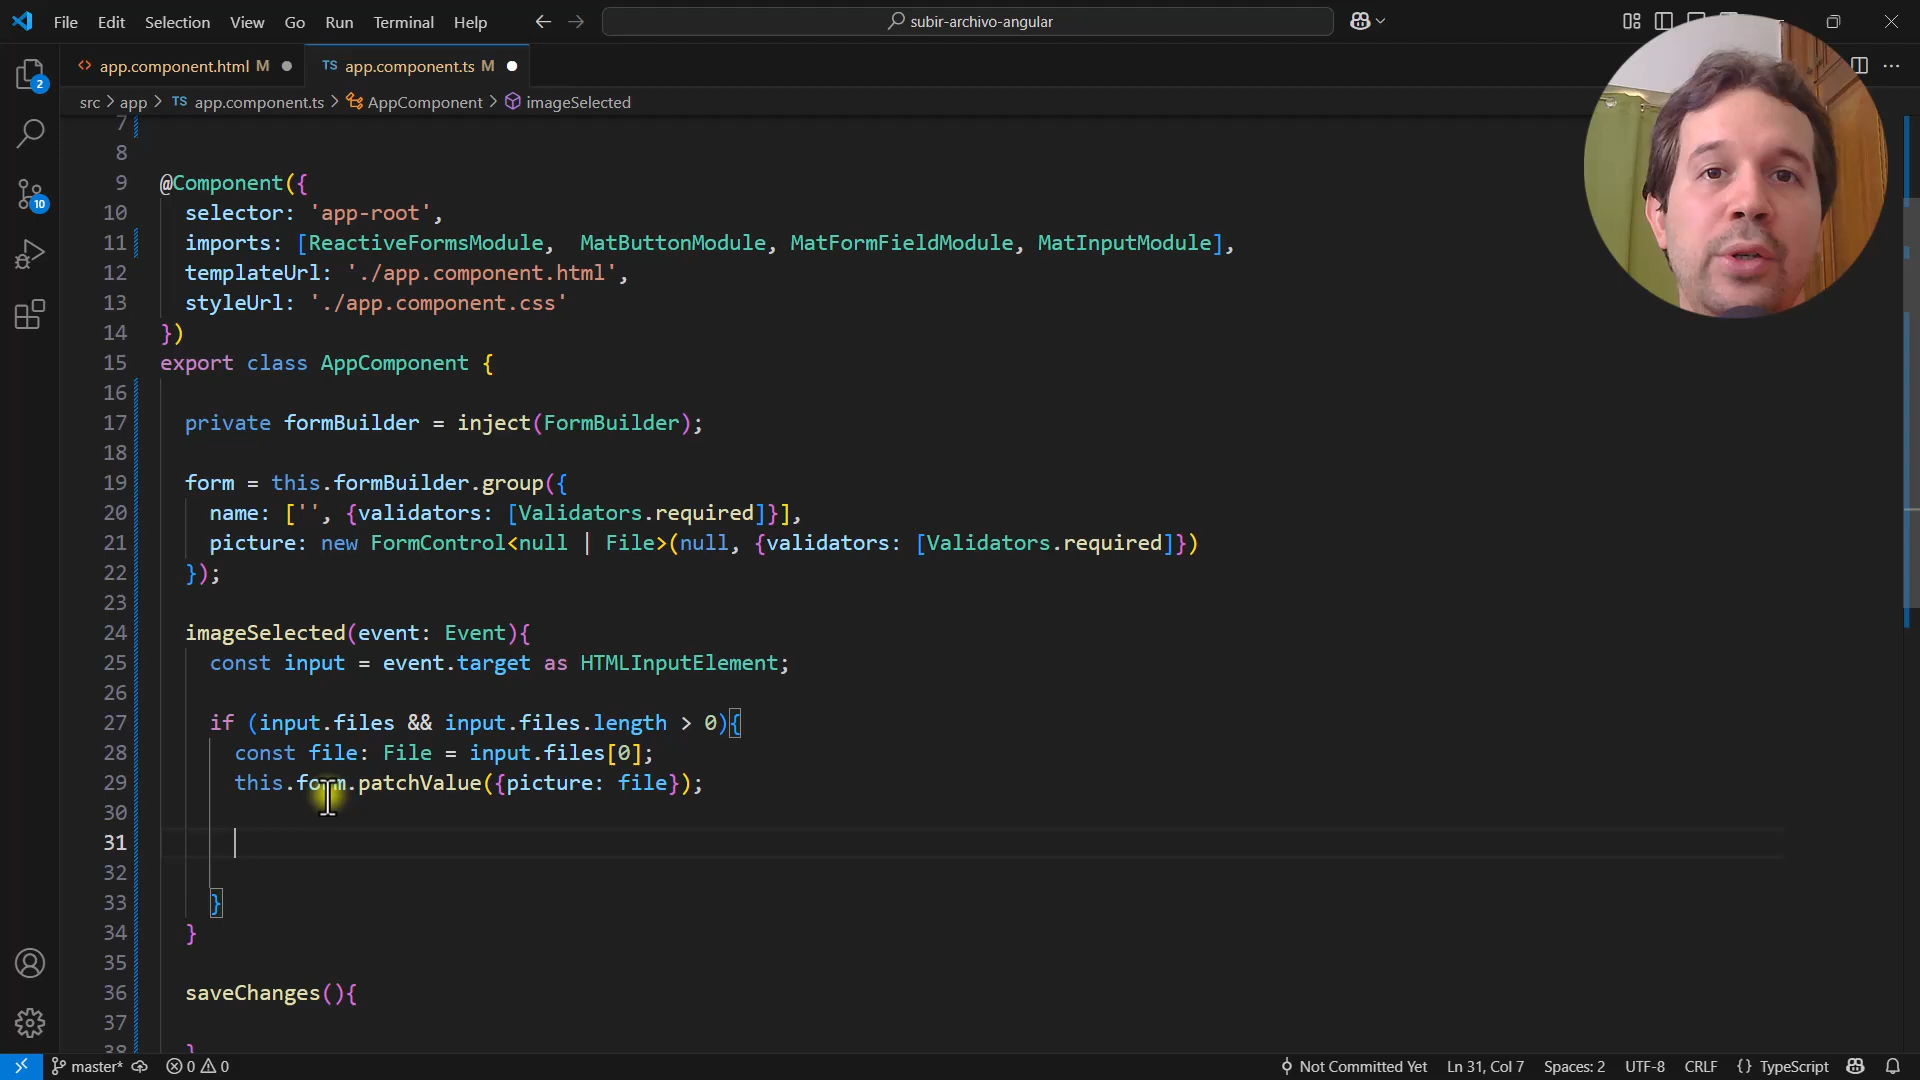 File Edit Selection View Go Run Terminal Help
subir-archivo-angular
app.component.html M
TS app.component.ts M
src > app > TS app.component.ts > AppComponent > imageSelected
7
8
9 @Component({
10 selector: 'app-root',
11 imports: [ReactiveFormsModule,  MatButtonModule, MatFormFieldModule, MatInputModule],
12 templateUrl: './app.component.html',
13 styleUrl: './app.component.css'
14 })
15 export class AppComponent {
16
17 private formBuilder = inject(FormBuilder);
18
19 form = this.formBuilder.group({
20 name: ['', {validators: [Validators.required]}],
21 picture: new FormControl<null | File>(null, {validators: [Validators.required]})
22 });
23
24 imageSelected(event: Event){
25 const input = event.target as HTMLInputElement;
26
27 if (input.files && input.files.length > 0){
28 const file: File = input.files[0];
29 this.form.patchValue({picture: file});
30
31
32
33 }
34 }
35
36 saveChanges(){
37
38 }
2
10
master* 0 0 Not Committed Yet Ln 31, Col 7 Spaces: 2 UTF-8 CRLF {} TypeScript